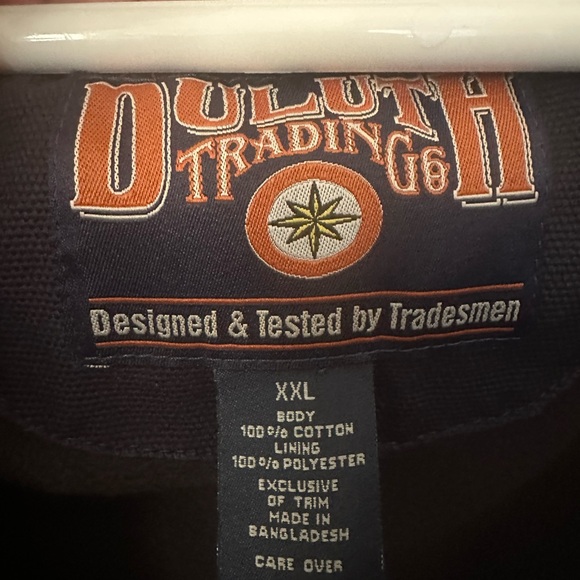 DULUTH
TRADING Co
Designed & Tested by Tradesmen
XXL
BODY
100% COTTON
LINING
100% POLYESTER
EXCLUSIVE
OF TRIM
MADE IN
BANGLADESH
CARE OVER